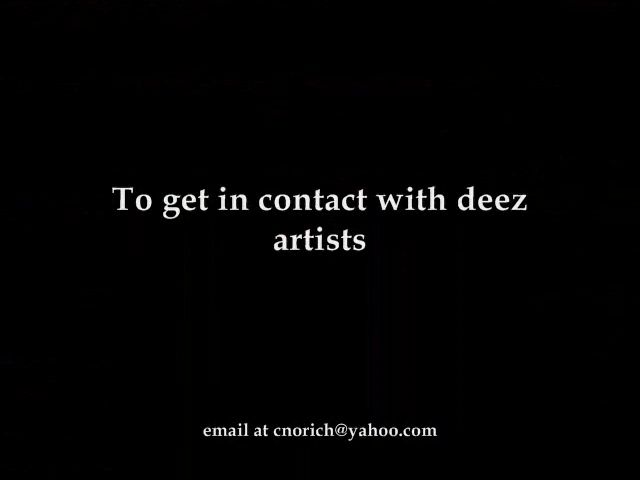 To get in contact with deez
artists
email at cnorich@yahoo.com